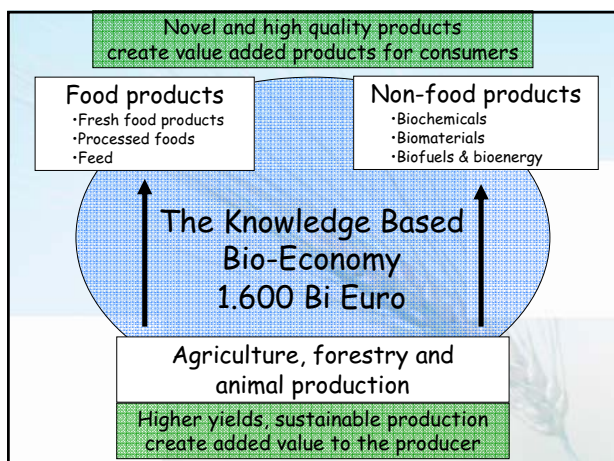 Novel and high quality products
create value added products for consumers
Food products
•Fresh food products
•Processed foods
•Feed
Non-food products
•Biochemicals
•Biomaterials
•Biofuels & bioenergy
The Knowledge Based
Bio-Economy
1.600 Bi Euro
Agriculture, forestry and
animal production
Higher yields, sustainable production
create added value to the producer